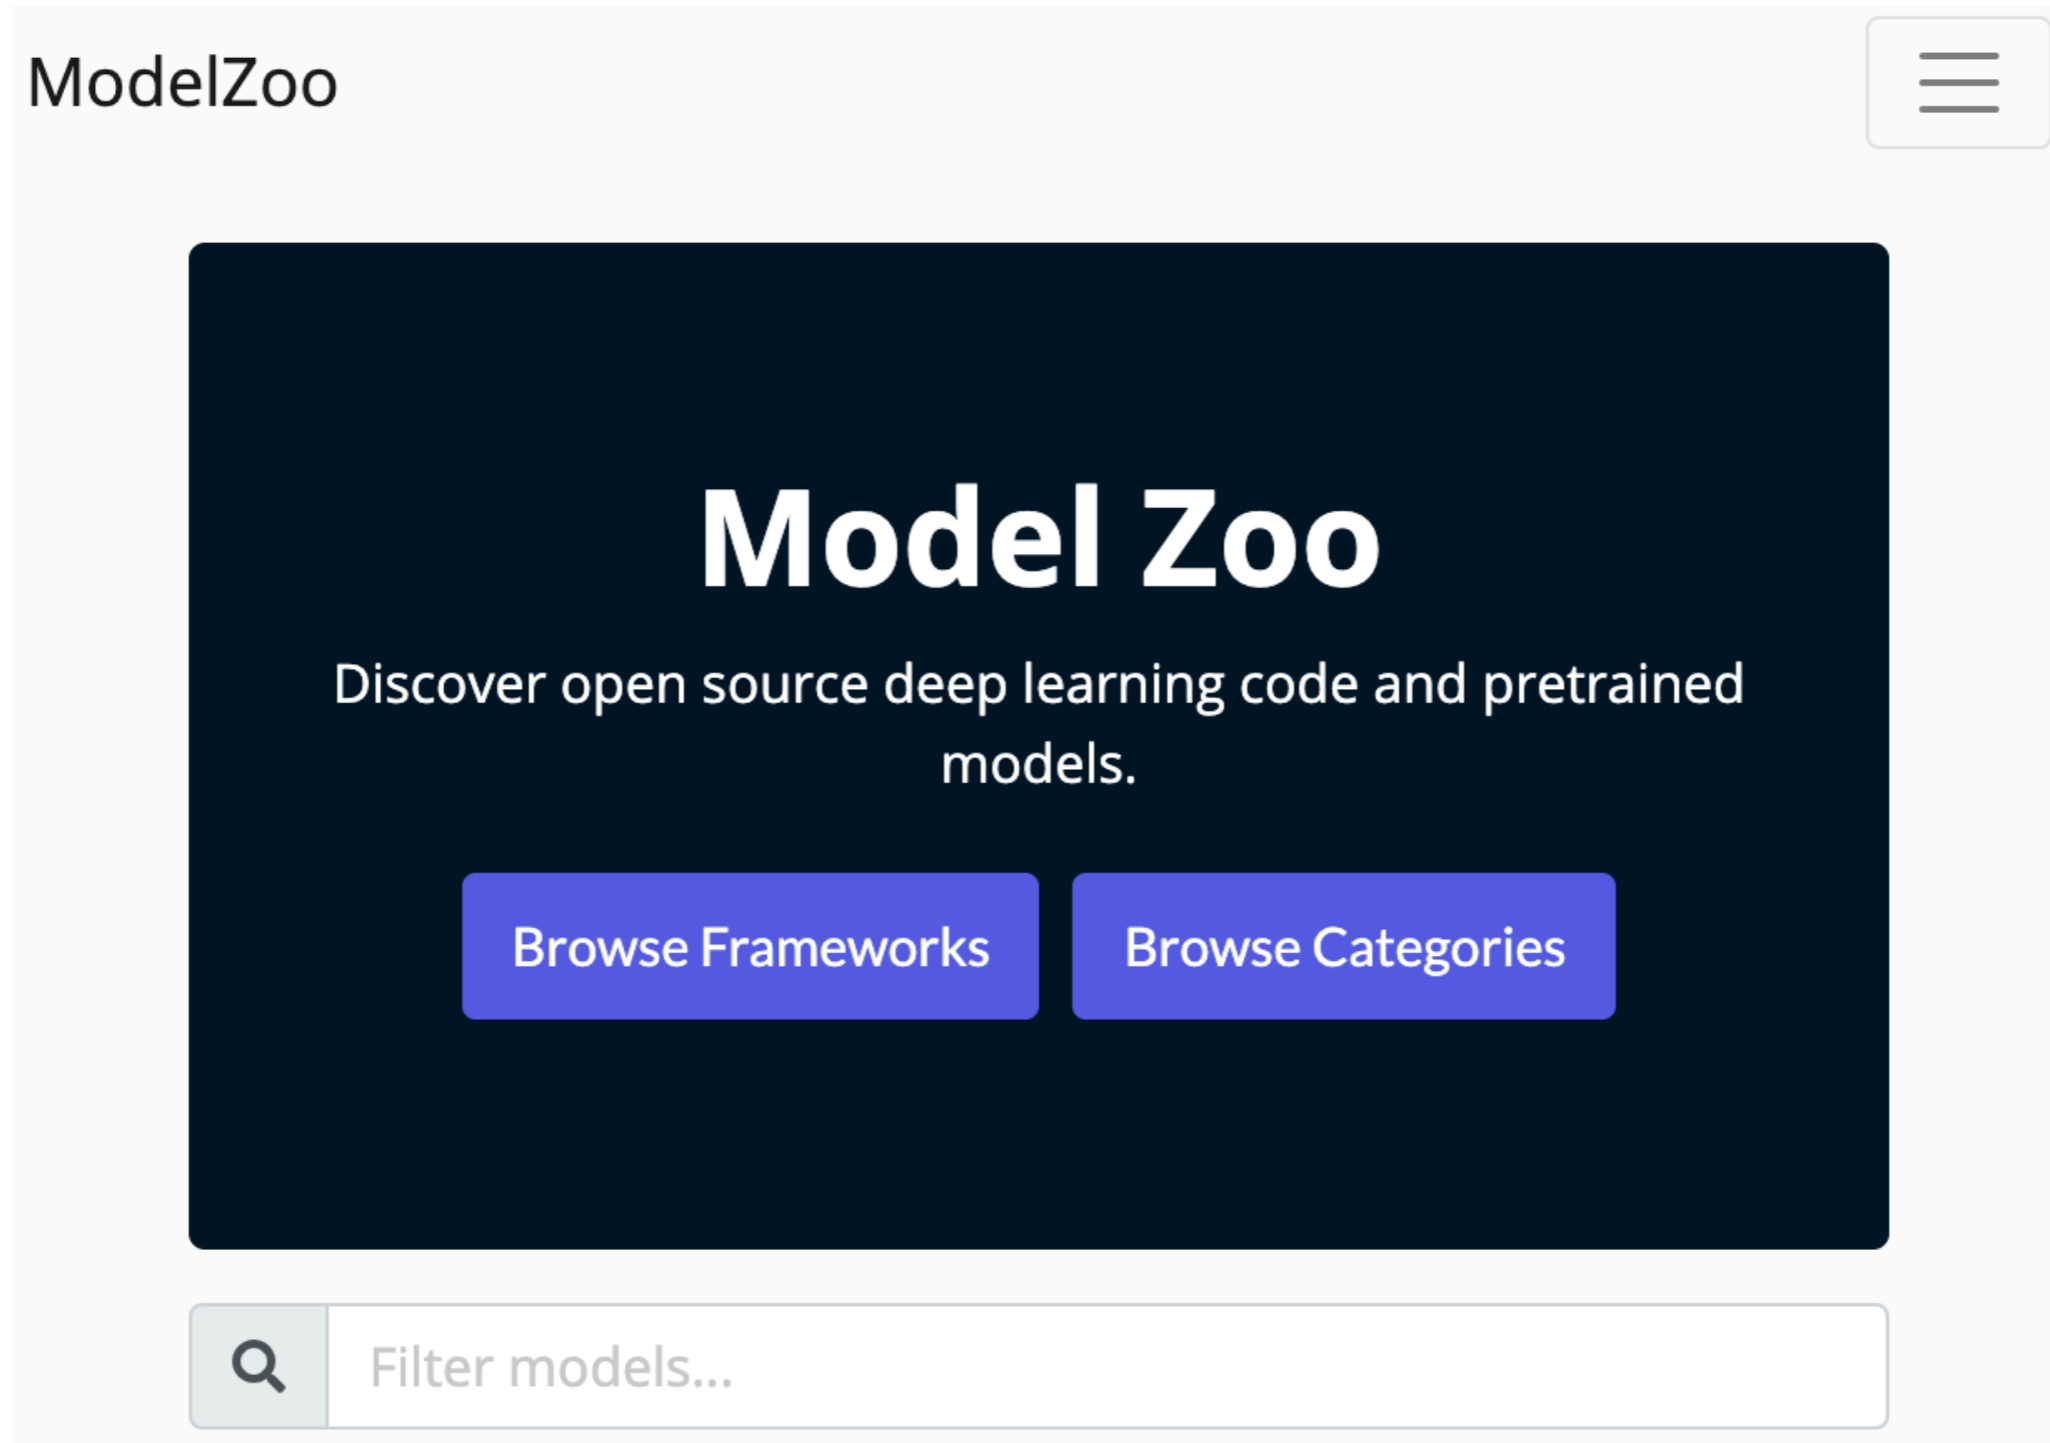 ModelZoo
Model Zoo
Discover open source deep learning code and pretrained
models.
Browse Frameworks
Browse Categories
Filter models...